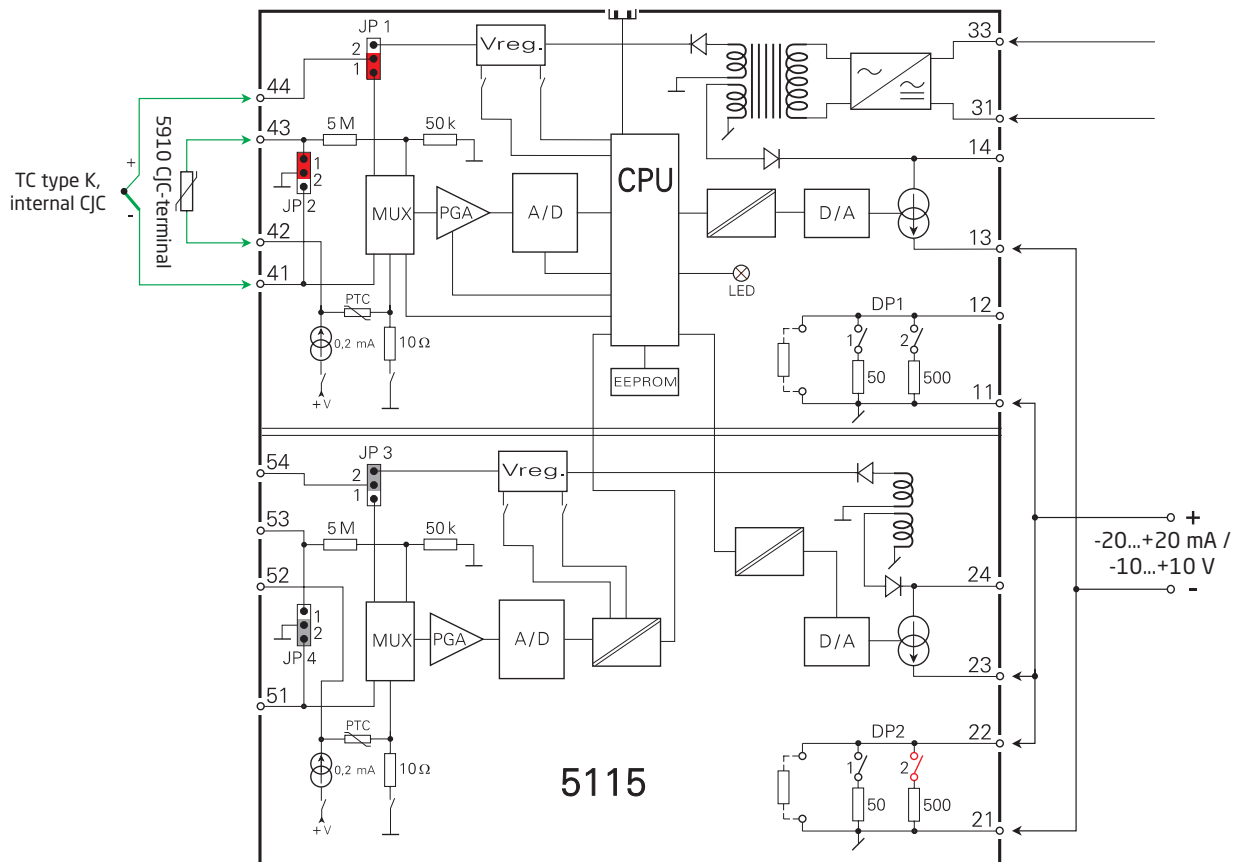 JP 1
2
1
Vreg.
33
44
31
43
5 M
50 k
14
+
TC type K,
internal CJC
-
5910 CJC-terminal
1
2
JP 2
MUX
PGA
A/D
CPU
D/A
13
42
41
LED
PTC
0,2 mA
10 Ω
+V
EEPROM
DP1
12
1
2
50
500
11
54
JP 3
2
1
Vreg.
53
5 M
50 k
52
+
-20...+20 mA /
-10...+10 V
-
24
1
2
JP 4
MUX
PGA
A/D
D/A
23
51
PTC
0,2 mA
10 Ω
+V
5115
DP2
22
1
2
50
500
21